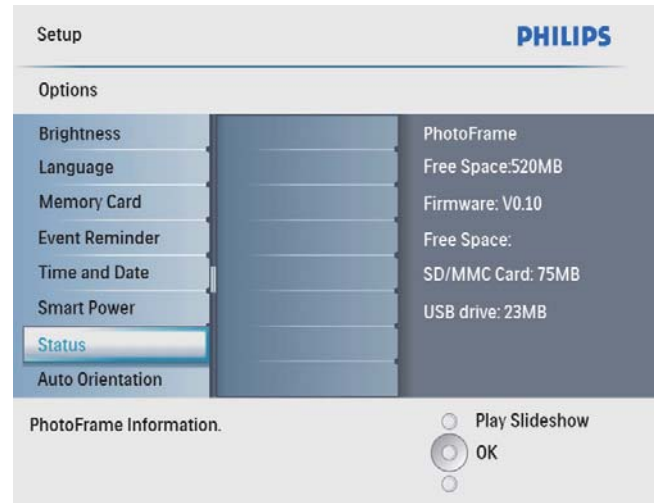 Setup
PHILIPS
Options
Brightness
Language
Memory Card
Event Reminder
Time and Date
Smart Power
Status
Auto Orientation
PhotoFrame
Free Space:520MB
Firmware: V0.10
Free Space:
SD/MMC Card: 75MB
USB drive: 23MB
PhotoFrame Information.
Play Slideshow
OK